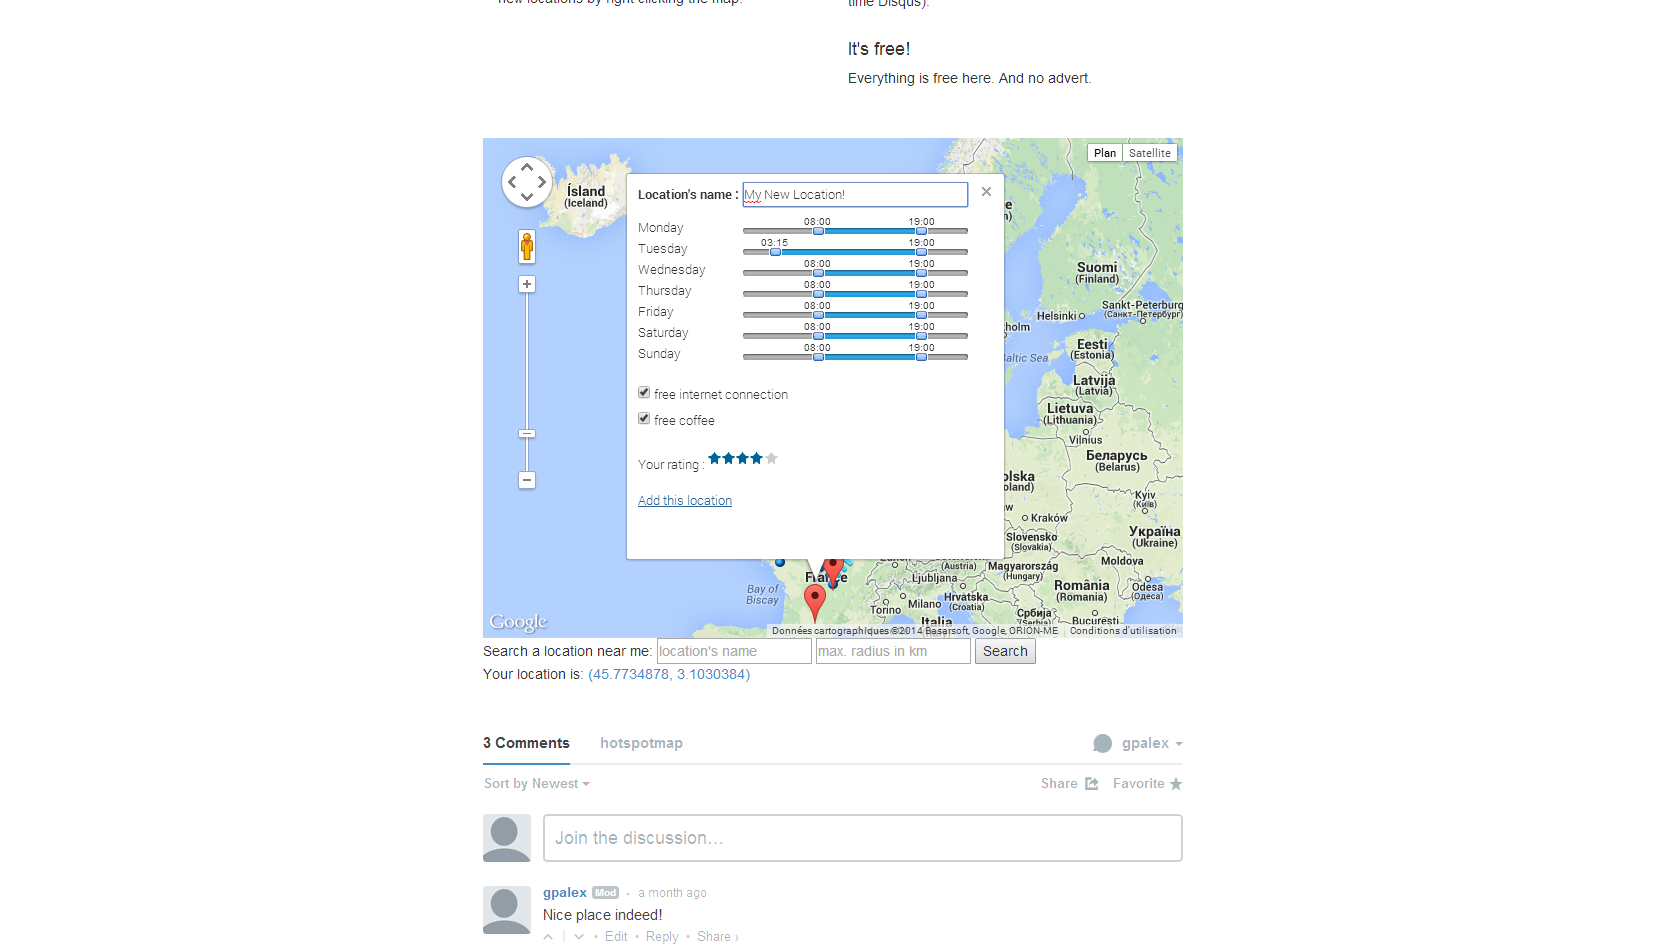 new locations by right clicking the map.
time Disqus).
It's free!
Everything is free here. And no advert.
Plan Satellite
Ísland
(Iceland)
Location's name : My New Location!
Monday 08:00 19:00
Tuesday 03:15 19:00
Wednesday 08:00 19:00
Thursday 08:00 19:00
Friday 08:00 19:00
Saturday 08:00 19:00
Sunday 08:00 19:00
free internet connection
free coffee
Your rating :
Add this location
Suomi
(Finland)
Sankt-Peterburg
(Санкт-Петербург)
Helsinki
holm
Eesti
(Estonia)
Baltic Sea
Latvija
(Latvia)
Lietuva
(Lithuania)
Vilnius
Беларусь
(Belarus)
olska
oland)
Kyiv
(Київ)
Kraków
Україна
(Ukraine)
Slovensko
(Slovakia)
(Austria)
Magyarország
(Hungary)
Moldova
France
Ljubljana
România
(Romania)
Odesa
(Одеса)
Bay of
Biscay
Torino
Milano
Hrvatska
(Croatia)
Србија
(Serbia)
Italia
București
Google
Données cartographiques ©2014 Basarsoft, Google, ORION-ME Conditions d'utilisation
Search a location near me: location's name max. radius in km Search
Your location is: (45.7734878, 3.1030384)
3 Comments hotspotmap gpalex
Sort by Newest Share Favorite
Join the discussion…
gpalex Mod · a month ago
Nice place indeed!
• Edit • Reply • Share ›